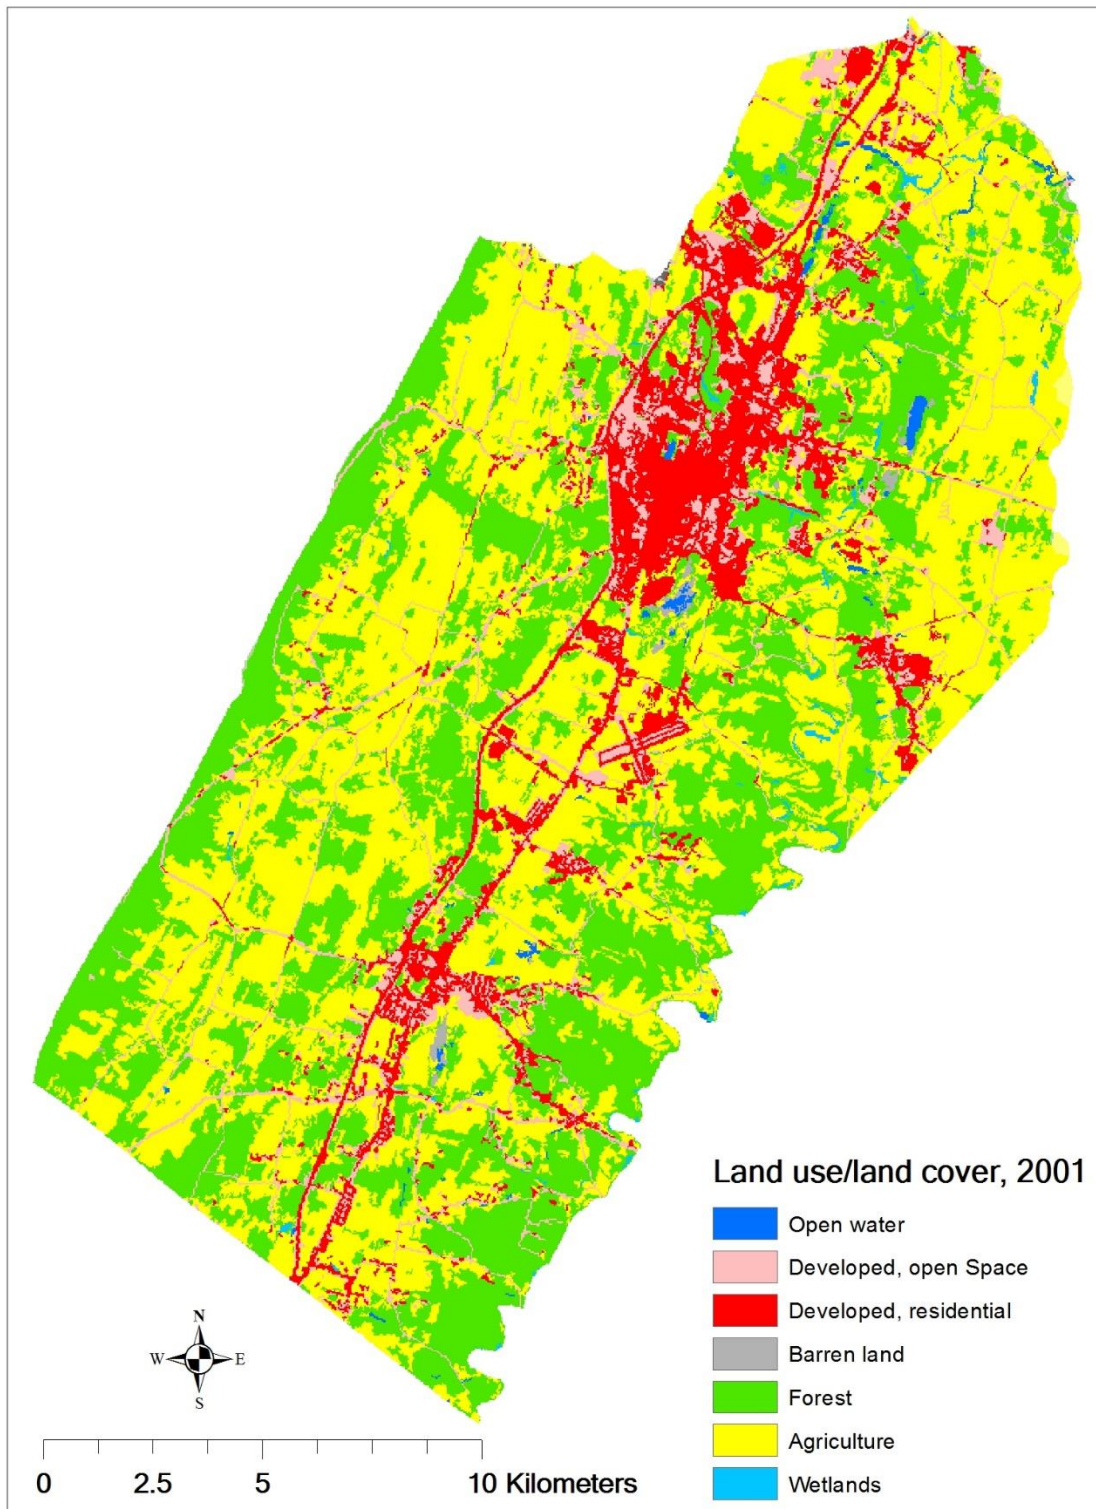 Land use/land cover, 2001
Open water
Developed, open Space
Developed, residential
Barren land
Forest
Agriculture
Wetlands
N
W E
S
0 2.5 5 10 Kilometers